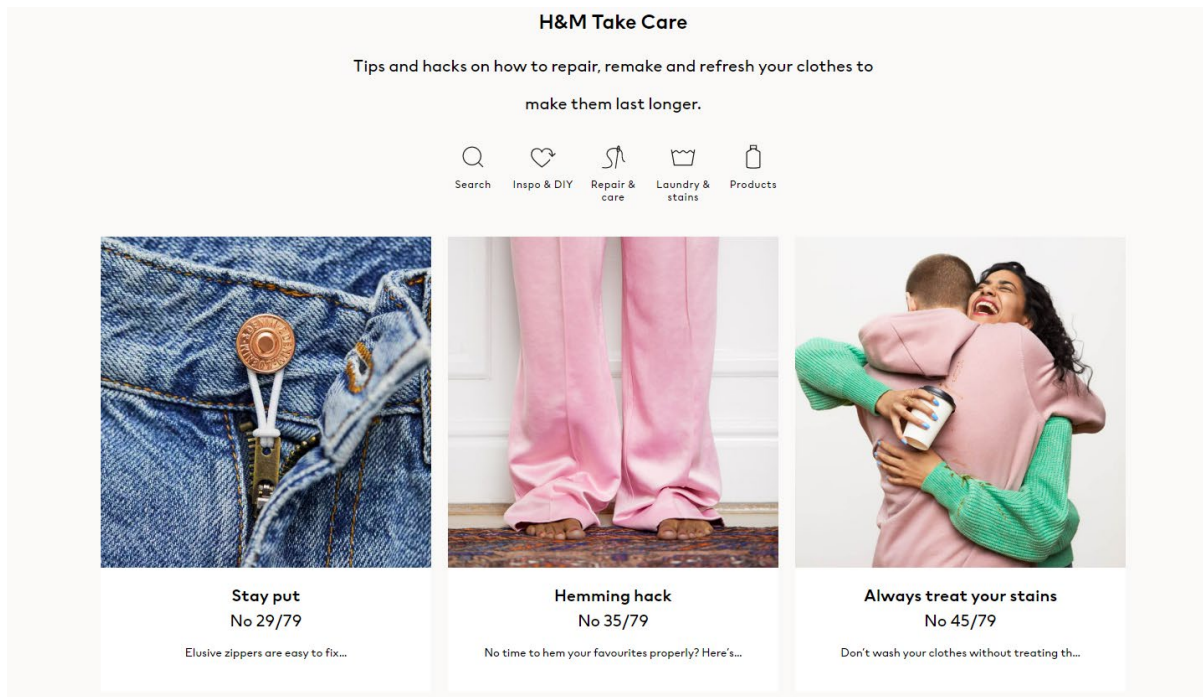 H&M Take Care
Tips and hacks on how to repair, remake and refresh your clothes to
make them last longer.
Search
Inspo & DIY
Repair &
care
Laundry &
stains
Products
Stay put
No 29/79
Elusive zippers are easy to fix...
Hemming hack
No 35/79
No time to hem your favourites properly? Here's...
Always treat your stains
No 45/79
Don't wash your clothes without treating th...